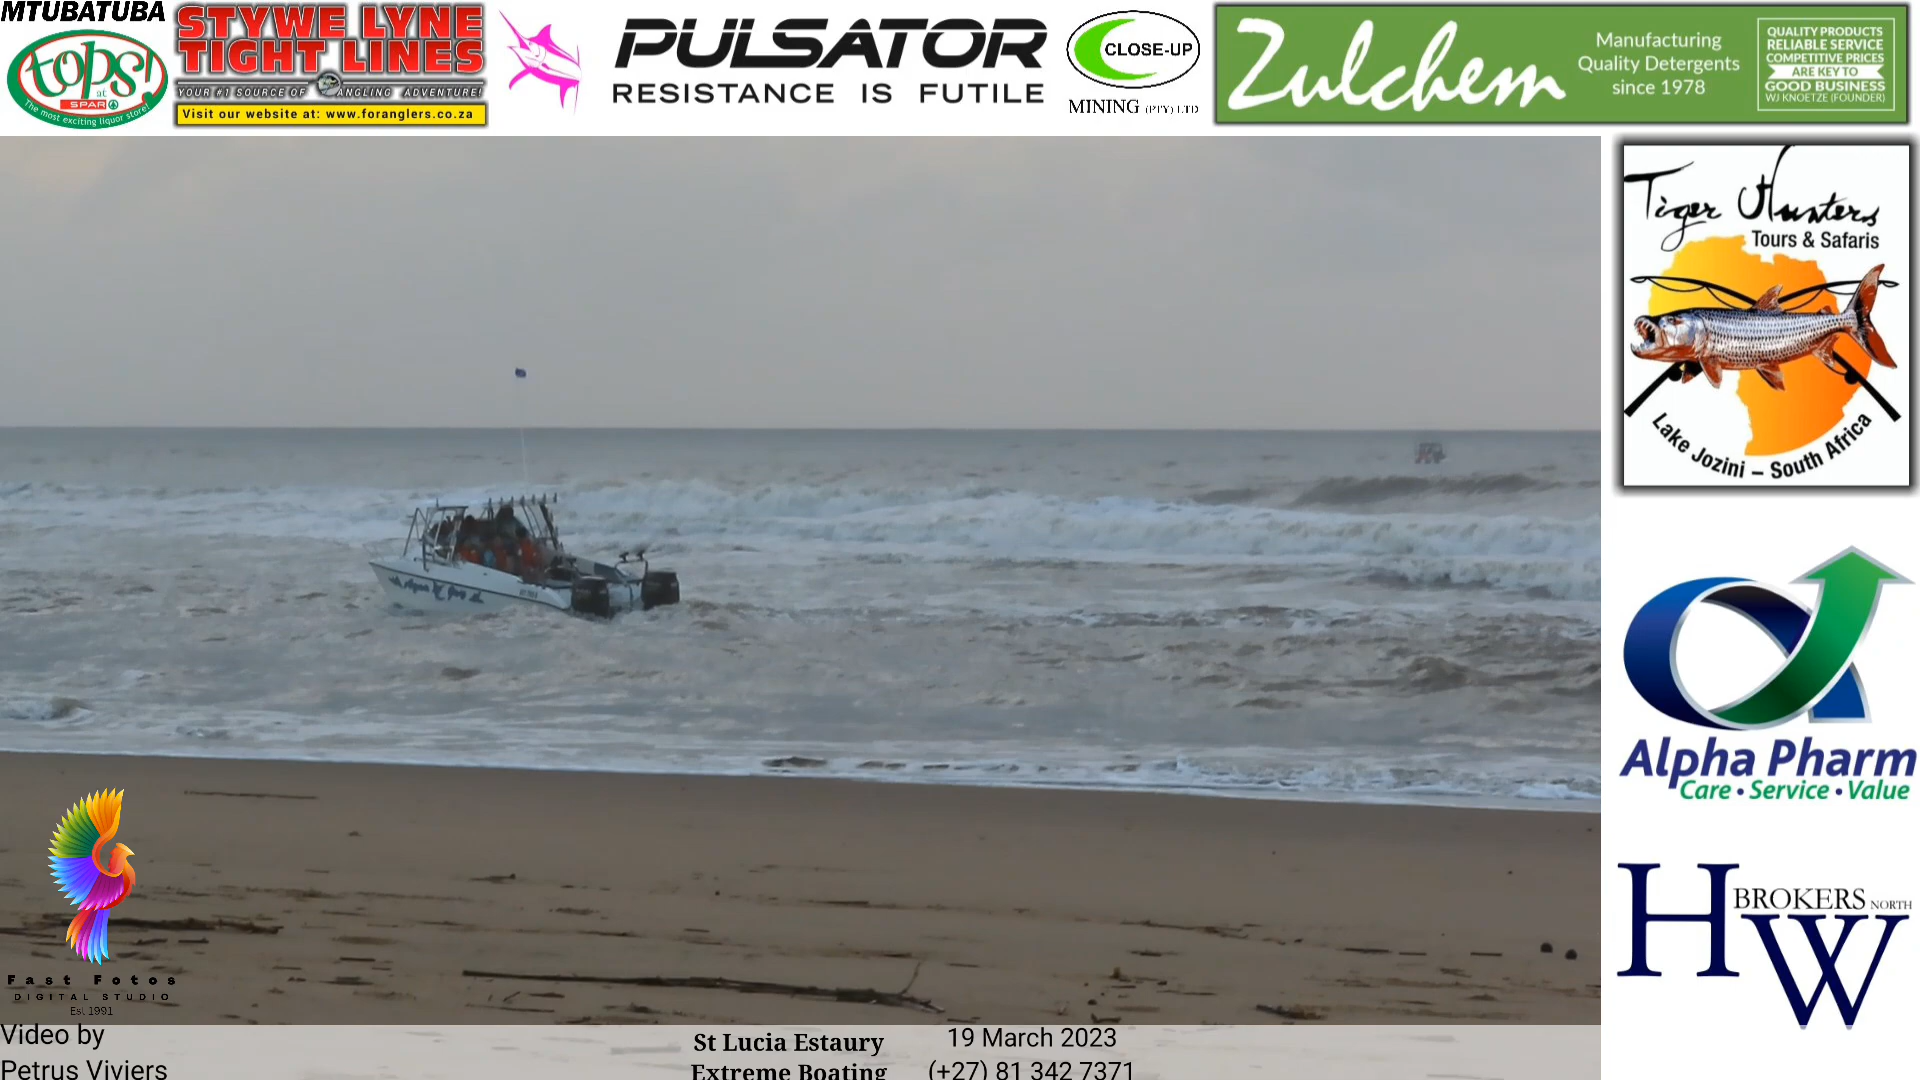 MTUBATUBA
tops!
at
SPAR
The most exciting liquor store!
STYWE LYNE
TIGHT LINES
YOUR #1 SOURCE OF ANGLING ADVENTURE!
Visit our website at: www.foranglers.co.za
PULSATOR
RESISTANCE IS FUTILE
CLOSE-UP
MINING (PTY) LTD
Zulchem
Manufacturing
Quality Detergents
since 1978
QUALITY PRODUCTS
RELIABLE SERVICE
COMPETITIVE PRICES
ARE KEY TO
GOOD BUSINESS
WJ KNOETZE (FOUNDER)
Tiger Hunters
Tours & Safaris
Lake Jozini – South Africa
Alpha Pharm
Care • Service • Value
HW
BROKERS NORTH
Fast Fotos
DIGITAL STUDIO
Est 1991
Video by
Petrus Viviers
St Lucia Estaury
Extreme Boating
19 March 2023
(+27) 81 342 7371